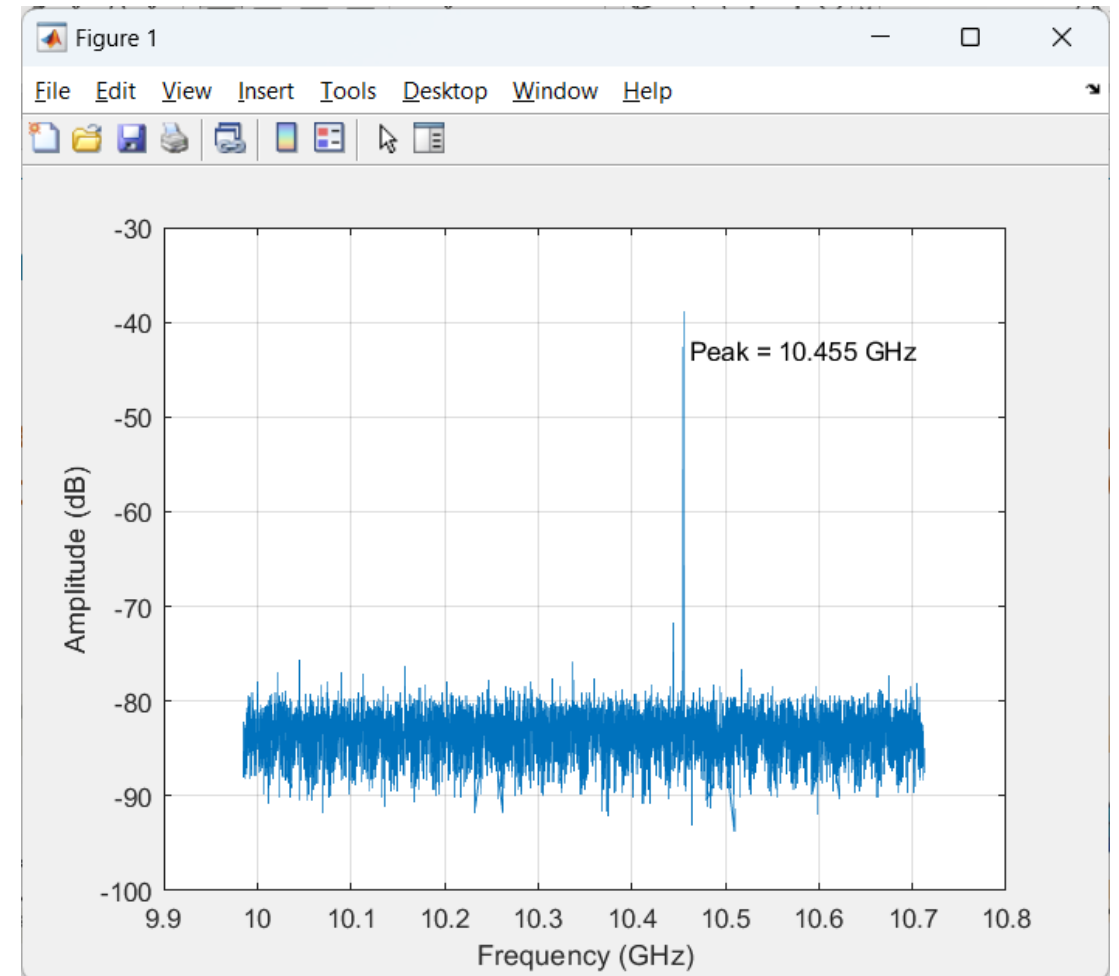 Figure 1
File Edit View Insert Tools Desktop Window Help
-30
-40
Peak = 10.455 GHz
-50
-60
-70
-80
-90
-100
Amplitude (dB)
9.9 10 10.1 10.2 10.3 10.4 10.5 10.6 10.7 10.8
Frequency (GHz)